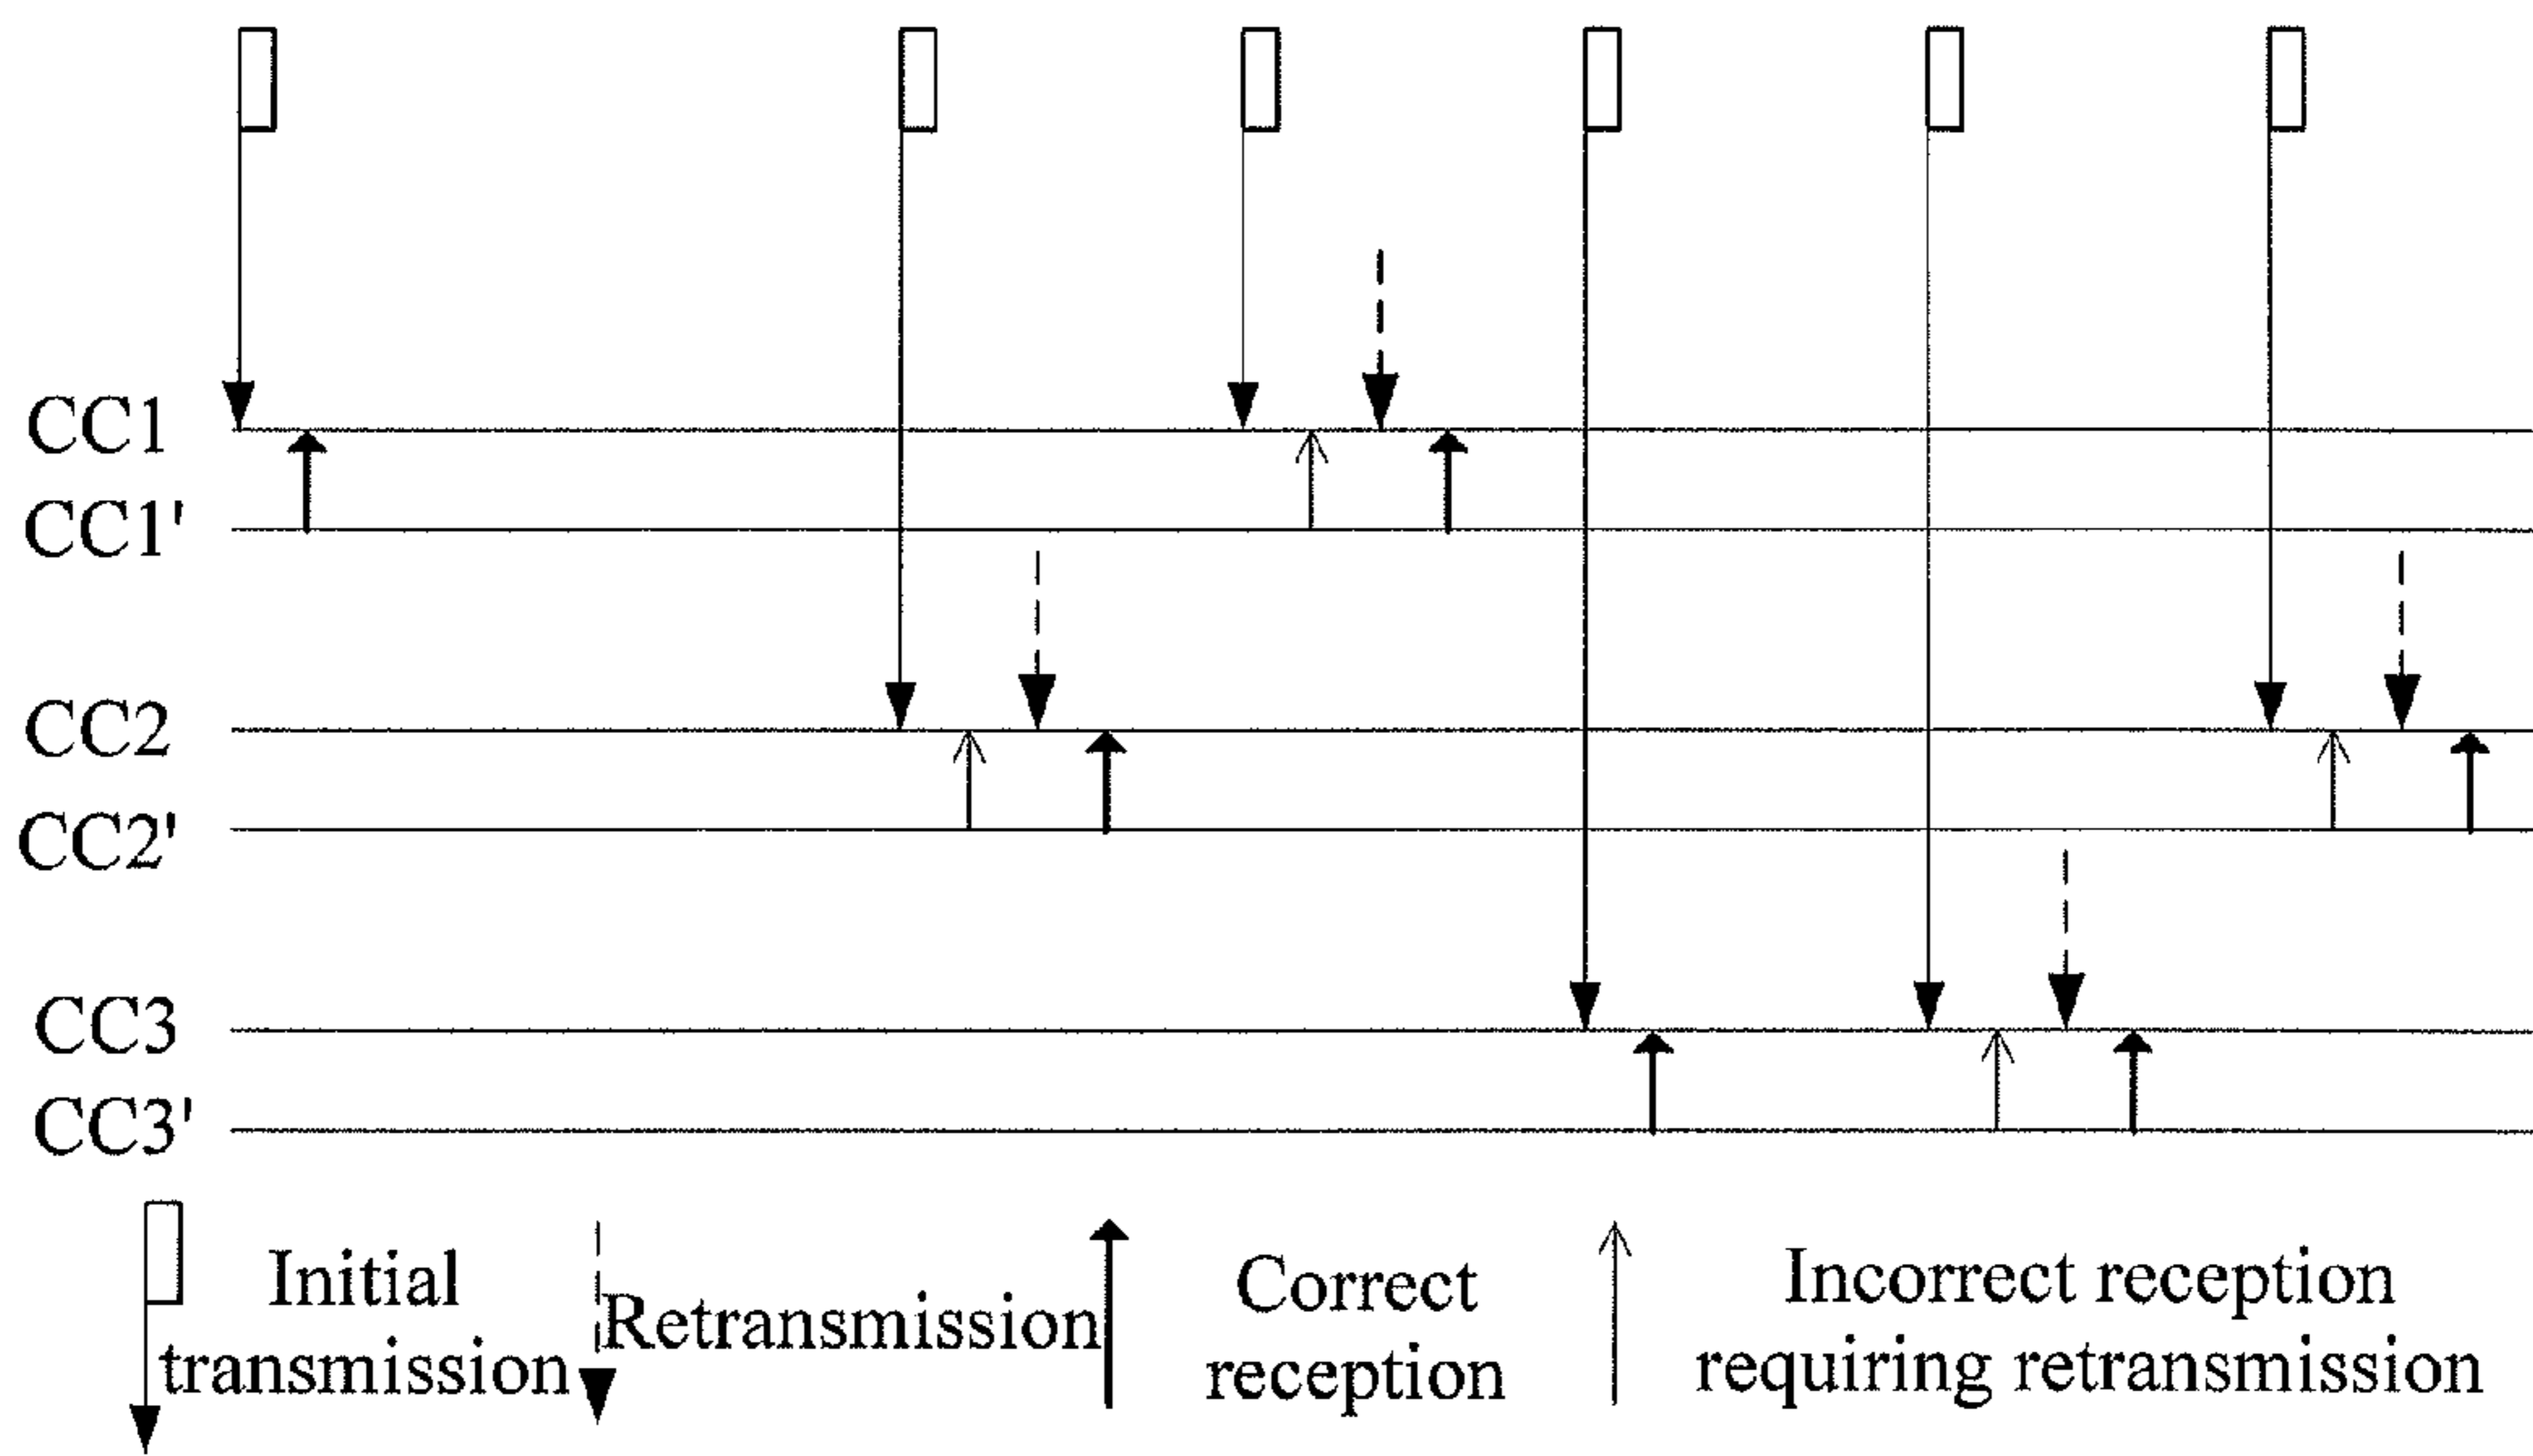 CC1
CC1'
CC2
CC2'
CC3
CC3'
Initial
transmission
Retransmission
Correct
reception
Incorrect reception
requiring retransmission